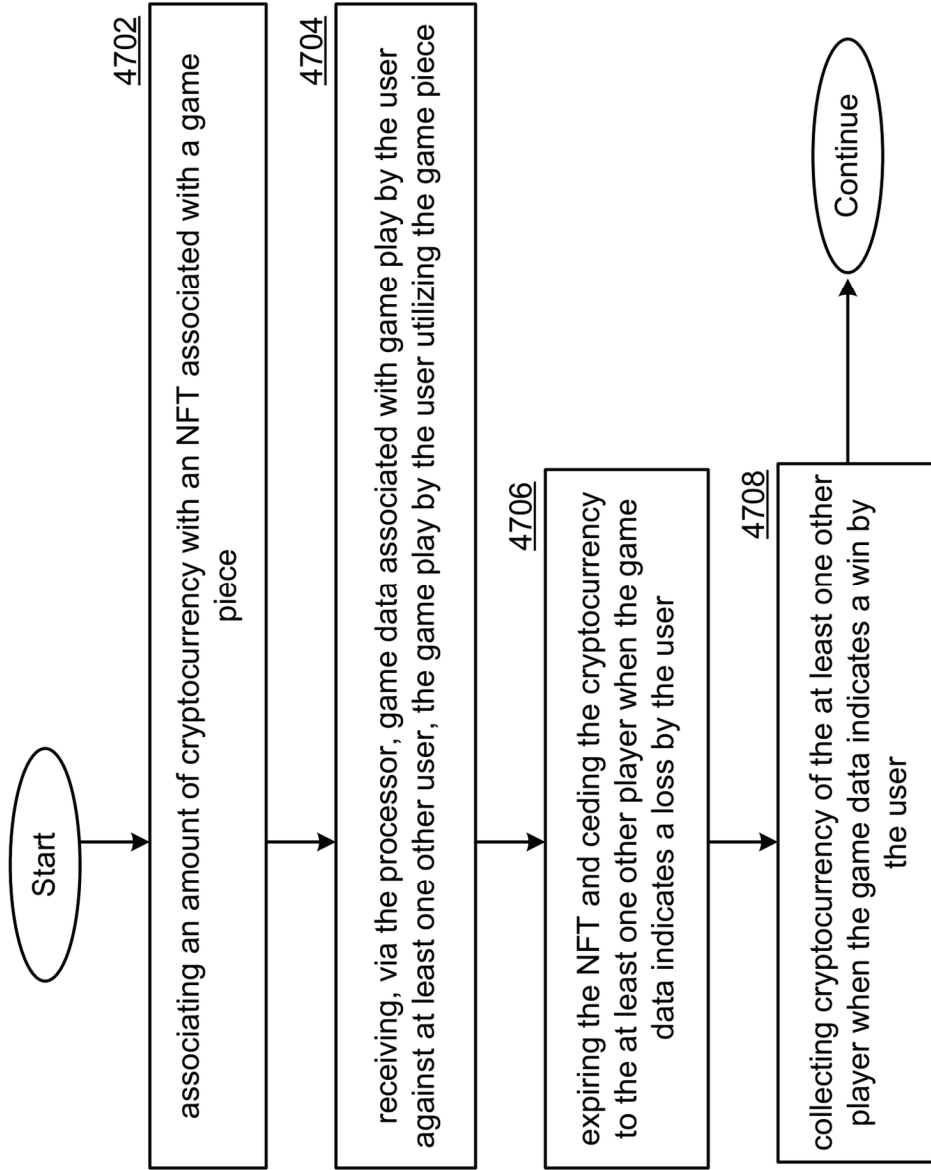 Start
4702
associating an amount of cryptocurrency with an NFT associated with a game
piece
4704
receiving, via the processor, game data associated with game play by the user
against at least one other user, the game play by the user utilizing the game piece
4706
expiring the NFT and ceding the cryptocurrency
to the at least one other player when the game
data indicates a loss by the user
4708
collecting cryptocurrency of the at least one other
player when the game data indicates a win by
the user
Continue